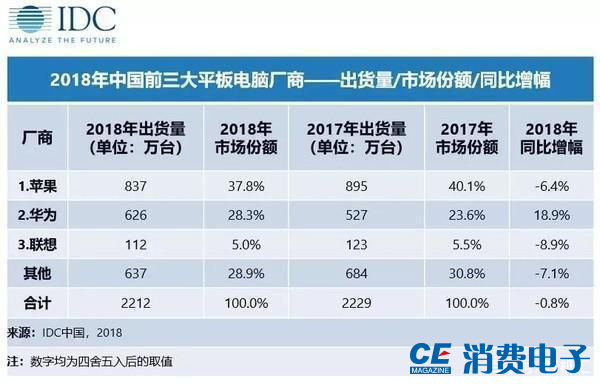 IDC
ANALYZE THE FUTURE
2018年中国前三大平板电脑厂商——出货量/市场份额/同比增幅
厂商 2018年出货量（单位：万台） 2018年市场份额 2017年出货量（单位：万台） 2017年市场份额 2018年同比增幅
1.苹果 837 37.8% 895 40.1% -6.4%
2.华为 626 28.3% 527 23.6% 18.9%
3.联想 112 5.0% 123 5.5% -8.9%
其他 637 28.9% 684 30.8% -7.1%
合计 2212 100.0% 2229 100.0% -0.8%
来源：IDC中国，2018
注：数字均为四舍五入后的取值
CE 消费电子
MAGAZINE